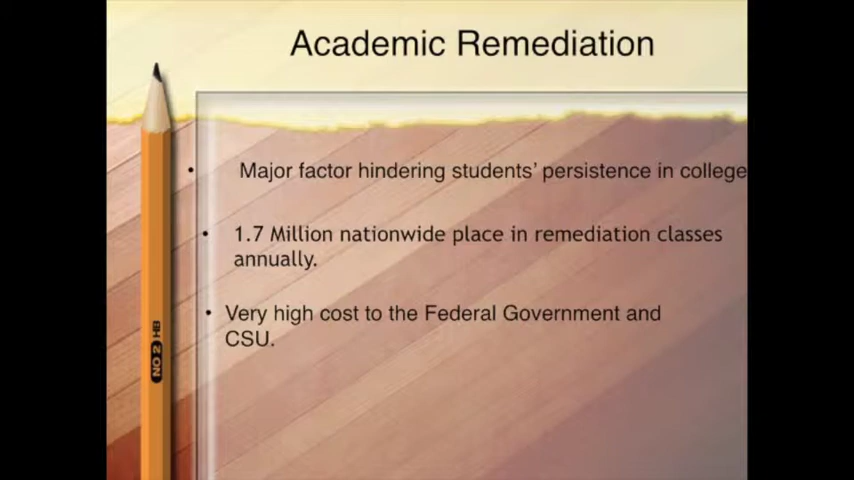 Academic Remediation
• Major factor hindering students’ persistence in college
• 1.7 Million nationwide place in remediation classes
annually.
• Very high cost to the Federal Government and
CSU.
NO 2 HB